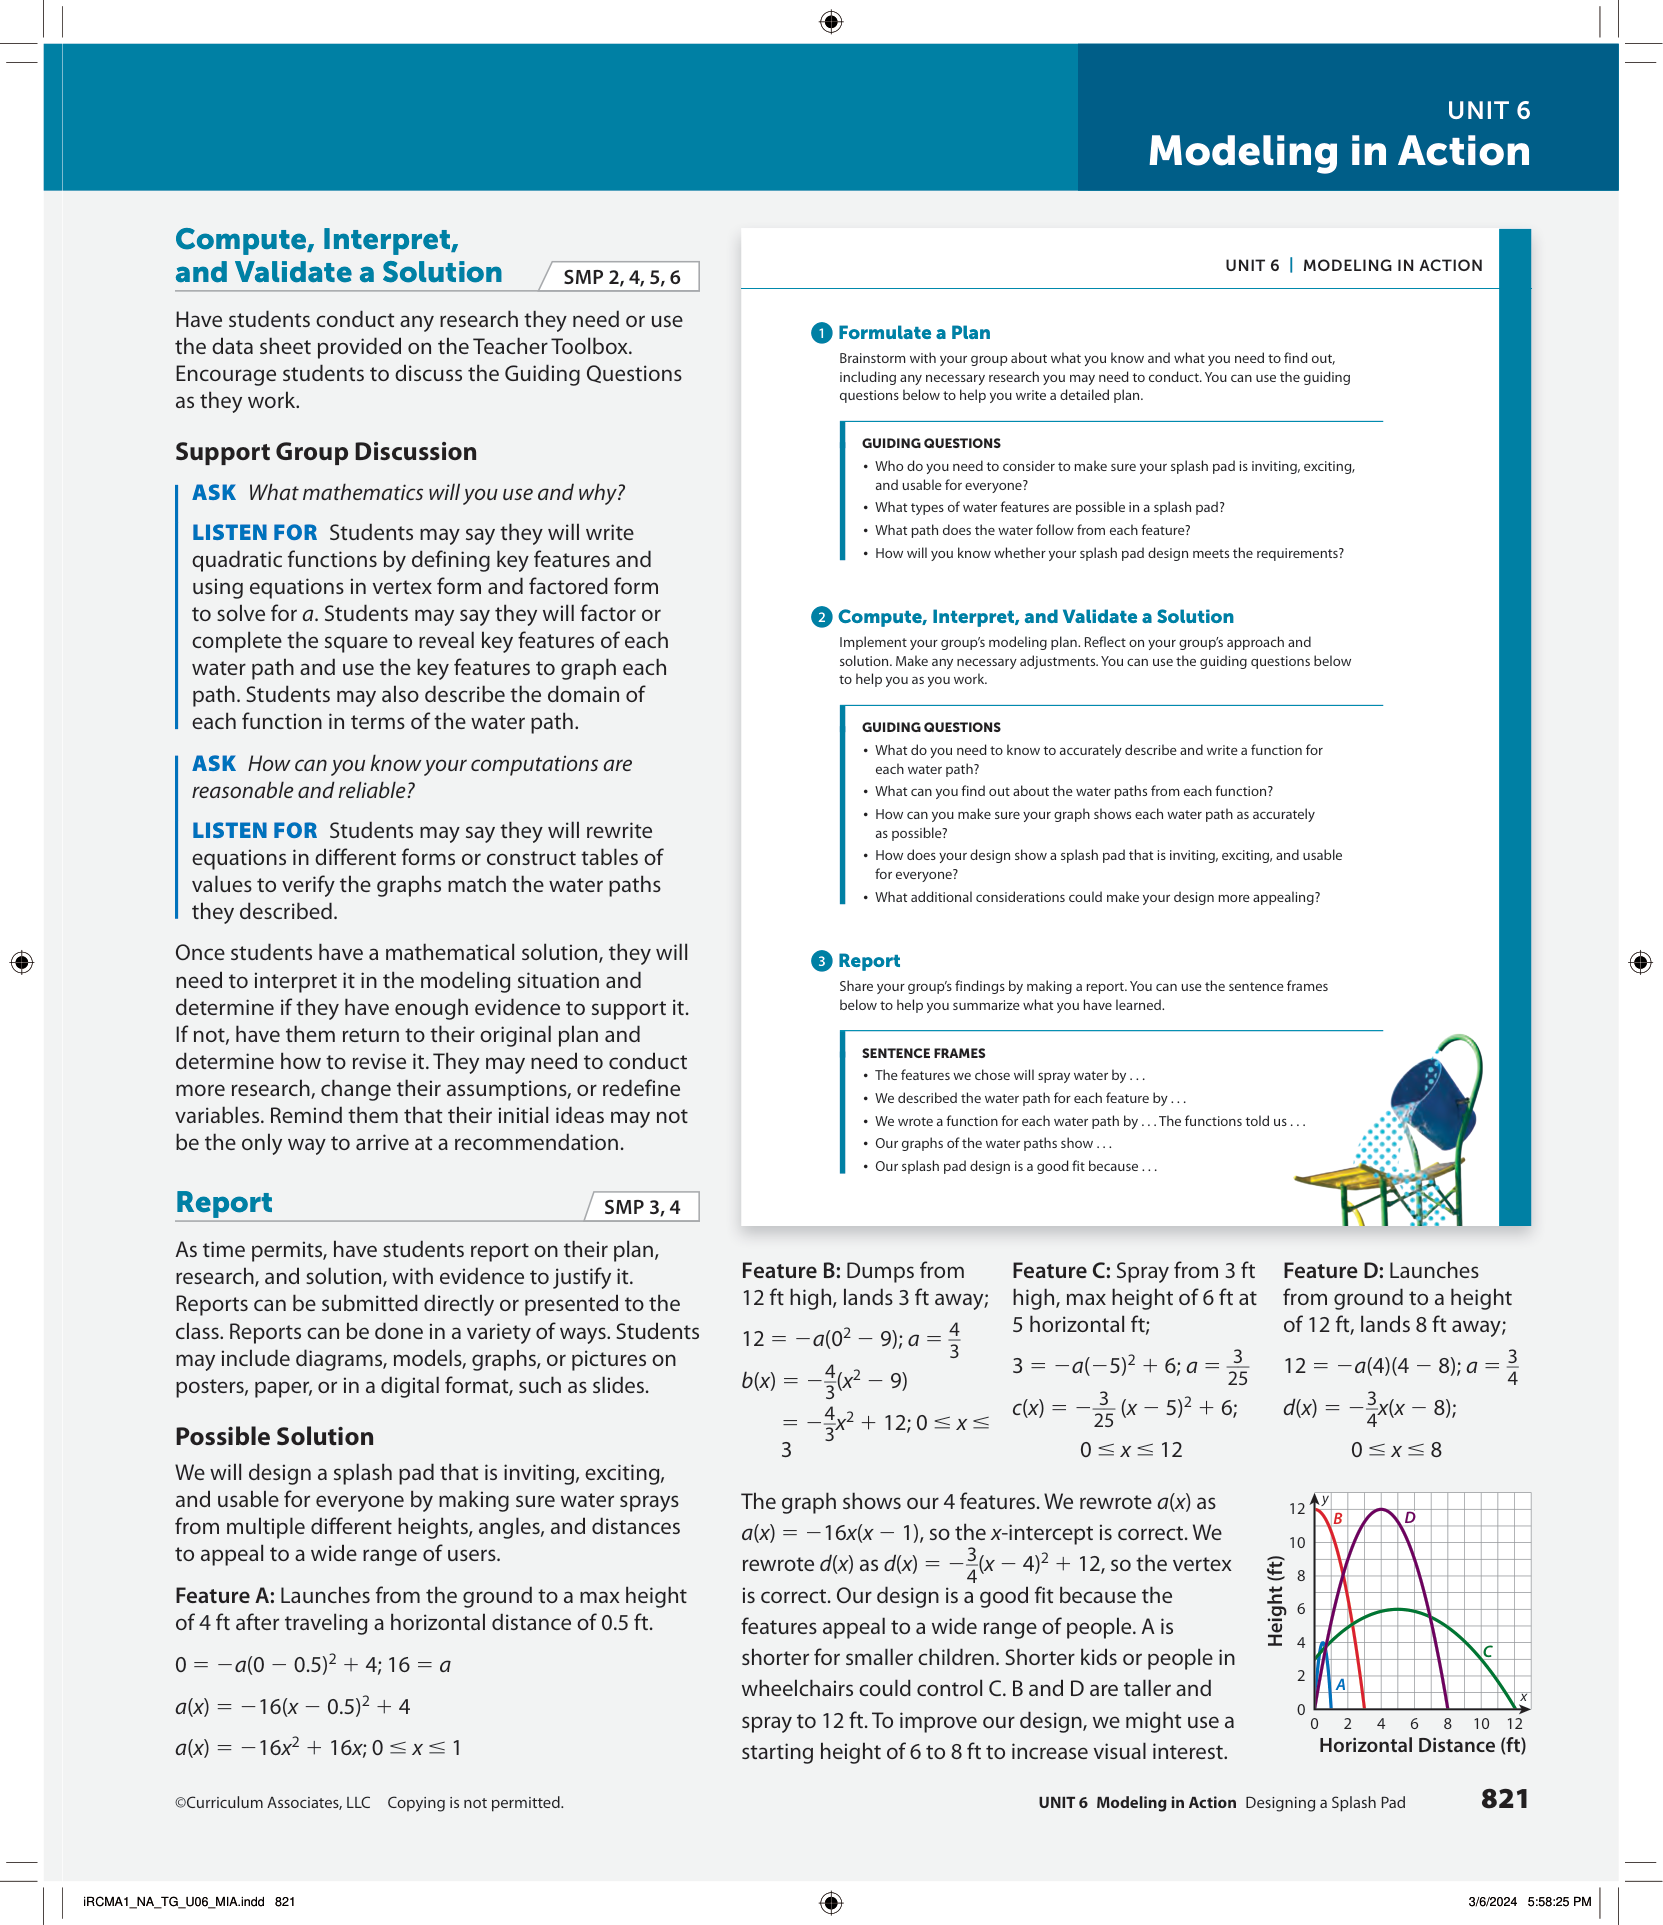 UNIT 6
Modeling in Action
Compute, Interpret,
and Validate a Solution
SMP 2, 4, 5, 6
Have students conduct any research they need or use
the data sheet provided on the Teacher Toolbox.
Encourage students to discuss the Guiding Questions
as they work.
Support Group Discussion
ASK What mathematics will you use and why?
LISTEN FOR Students may say they will write
quadratic functions by defining key features and
using equations in vertex form and factored form
to solve for a. Students may say they will factor or
complete the square to reveal key features of each
water path and use the key features to graph each
path. Students may also describe the domain of
each function in terms of the water path.
ASK How can you know your computations are
reasonable and reliable?
LISTEN FOR Students may say they will rewrite
equations in different forms or construct tables of
values to verify the graphs match the water paths
they described.
Once students have a mathematical solution, they will
need to interpret it in the modeling situation and
determine if they have enough evidence to support it.
If not, have them return to their original plan and
determine how to revise it. They may need to conduct
more research, change their assumptions, or redefine
variables. Remind them that their initial ideas may not
be the only way to arrive at a recommendation.
Report
SMP 3, 4
As time permits, have students report on their plan,
research, and solution, with evidence to justify it.
Reports can be submitted directly or presented to the
class. Reports can be done in a variety of ways. Students
may include diagrams, models, graphs, or pictures on
posters, paper, or in a digital format, such as slides.
Possible Solution
We will design a splash pad that is inviting, exciting,
and usable for everyone by making sure water sprays
from multiple different heights, angles, and distances
to appeal to a wide range of users.
Feature A: Launches from the ground to a max height
of 4 ft after traveling a horizontal distance of 0.5 ft.
0 = −a(0 − 0.5)² + 4; 16 = a
a(x) = −16(x − 0.5)² + 4
a(x) = −16x² + 16x; 0 ≤ x ≤ 1
UNIT 6 | MODELING IN ACTION
1 Formulate a Plan
Brainstorm with your group about what you know and what you need to find out,
including any necessary research you may need to conduct. You can use the guiding
questions below to help you write a detailed plan.
GUIDING QUESTIONS
• Who do you need to consider to make sure your splash pad is inviting, exciting,
and usable for everyone?
• What types of water features are possible in a splash pad?
• What path does the water follow from each feature?
• How will you know whether your splash pad design meets the requirements?
2 Compute, Interpret, and Validate a Solution
Implement your group's modeling plan. Reflect on your group's approach and
solution. Make any necessary adjustments. You can use the guiding questions below
to help you as you work.
GUIDING QUESTIONS
• What do you need to know to accurately describe and write a function for
each water path?
• What can you find out about the water paths from each function?
• How can you make sure your graph shows each water path as accurately
as possible?
• How does your design show a splash pad that is inviting, exciting, and usable
for everyone?
• What additional considerations could make your design more appealing?
3 Report
Share your group's findings by making a report. You can use the sentence frames
below to help you summarize what you have learned.
SENTENCE FRAMES
• The features we chose will spray water by . . .
• We described the water path for each feature by . . .
• We wrote a function for each water path by . . . The functions told us . . .
• Our graphs of the water paths show . . .
• Our splash pad design is a good fit because . . .
Feature B: Dumps from
12 ft high, lands 3 ft away;
12 = −a(0² − 9); a = 4/3
b(x) = −4/3(x² − 9)
= −4/3x² + 12; 0 ≤ x ≤
3
Feature C: Spray from 3 ft
high, max height of 6 ft at
5 horizontal ft;
3 = −a(−5)² + 6; a = 3/25
c(x) = −3/25 (x − 5)² + 6;
0 ≤ x ≤ 12
Feature D: Launches
from ground to a height
of 12 ft, lands 8 ft away;
12 = −a(4)(4 − 8); a = 3/4
d(x) = −3/4x(x − 8);
0 ≤ x ≤ 8
The graph shows our 4 features. We rewrote a(x) as
a(x) = −16x(x − 1), so the x-intercept is correct. We
rewrote d(x) as d(x) = −3/4(x − 4)² + 12, so the vertex
is correct. Our design is a good fit because the
features appeal to a wide range of people. A is
shorter for smaller children. Shorter kids or people in
wheelchairs could control C. B and D are taller and
spray to 12 ft. To improve our design, we might use a
starting height of 6 to 8 ft to increase visual interest.
Height (ft)
12
10
8
6
4
2
0
y
B
D
C
A
x
0 2 4 6 8 10 12
Horizontal Distance (ft)
©Curriculum Associates, LLC Copying is not permitted.
UNIT 6 Modeling in Action Designing a Splash Pad
821
iRCMA1_NA_TG_U06_MIA.indd 821
3/6/2024 5:58:25 PM